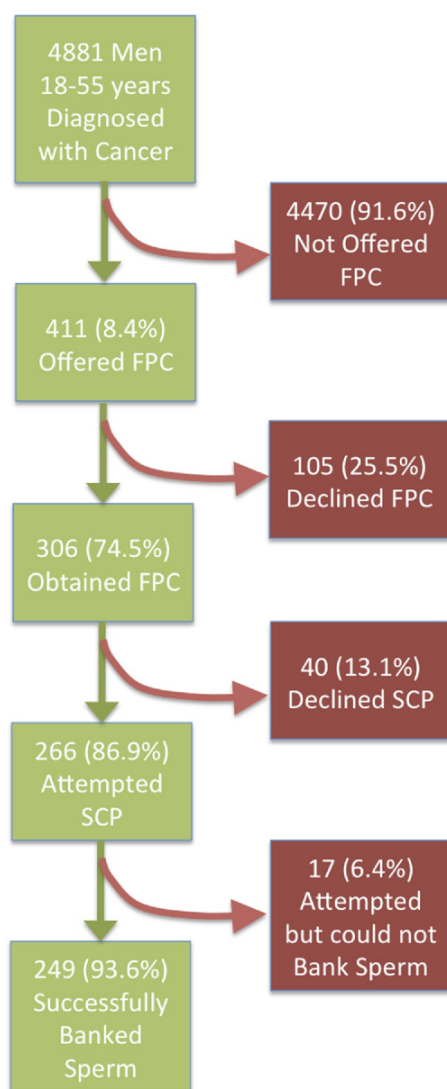 4881 Men
18-55 years
Diagnosed
with Cancer
4470 (91.6%)
Not Offered
FPC
411 (8.4%)
Offered FPC
105 (25.5%)
Declined FPC
306 (74.5%)
Obtained FPC
40 (13.1%)
Declined SCP
266 (86.9%)
Attempted
SCP
17 (6.4%)
Attempted
but could not
Bank Sperm
249 (93.6%)
Successfully
Banked
Sperm